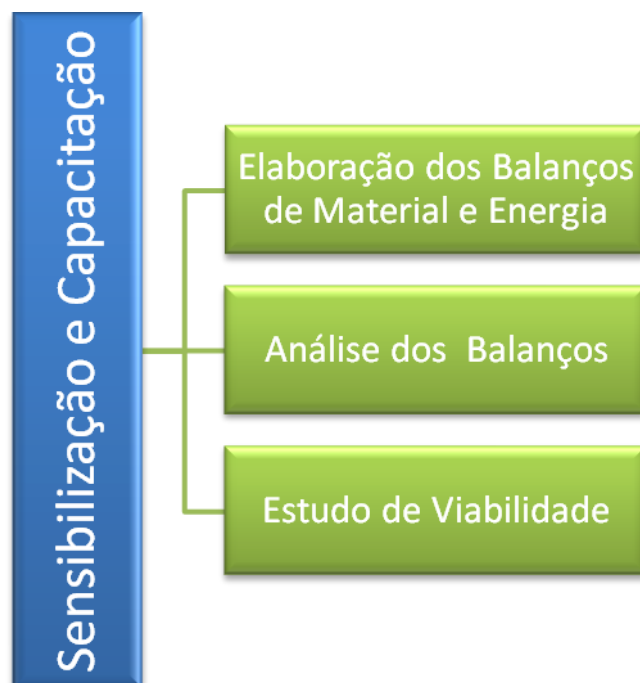 Sensibilização e Capacitação
Elaboração dos Balanços
de Material e Energia
Análise dos  Balanços
Estudo de Viabilidade